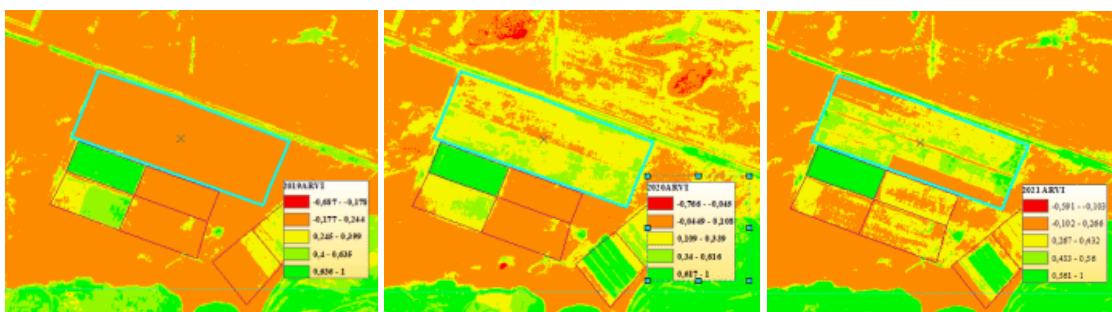 2019ARVI
-0,687 - -0,178
-0,177 - 0,244
0,245 - 0,399
0,4 - 0,635
0,636 - 1
2020ARVI
-0,766 - -0,045
-0,0449 - 0,108
0,109 - 0,339
0,34 - 0,616
0,617 - 1
2021 ARVI
-0,591 - -0,103
-0,102 - 0,266
0,267 - 0,432
0,433 - 0,56
0,561 - 1